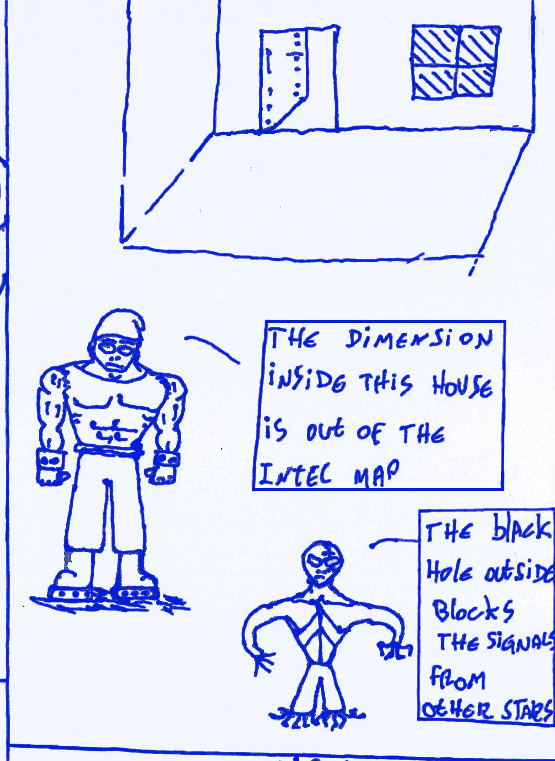 THE DIMENSION
INSIDE THIS HOUSE
IS OUT OF THE
INTEC MAP
THE BLACK
HOLE OUTSIDE
BLOCKS
THE SIGNALS
FROM
OTHER STARS